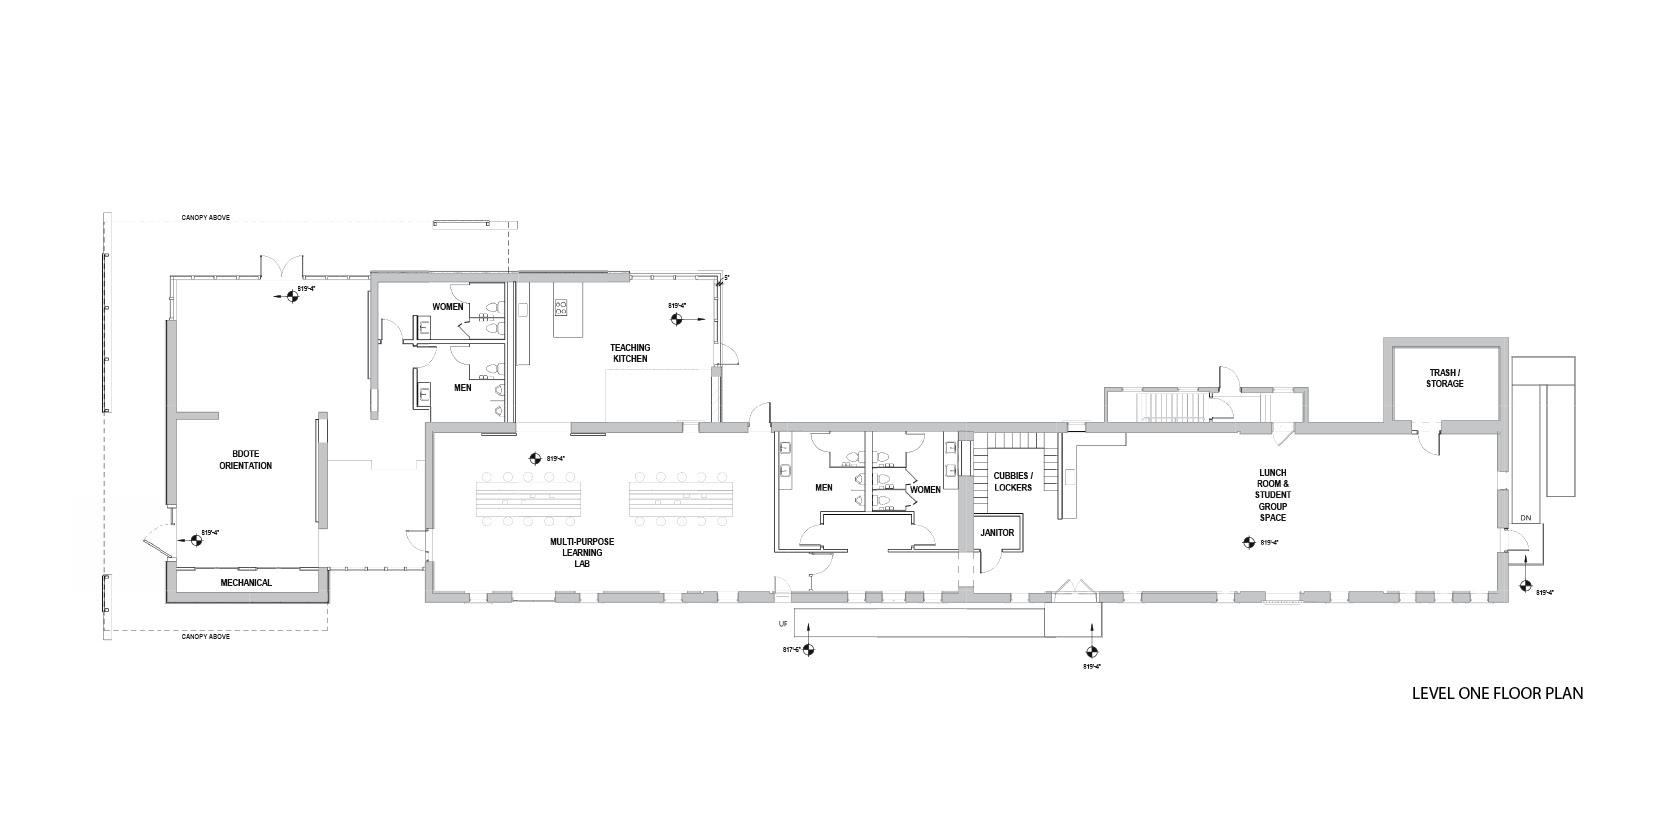 CANOPY ABOVE
5"
819'-4"
WOMEN
819'-4"
TEACHING
KITCHEN
MEN
TRASH /
STORAGE
BDOTE
ORIENTATION
819'-4"
MEN
WOMEN
CUBBIES /
LOCKERS
LUNCH
ROOM &
STUDENT
GROUP
SPACE
DN
819'-4"
JANITOR
MULTI-PURPOSE
LEARNING
LAB
819'-4"
MECHANICAL
819'-4"
UP
CANOPY ABOVE
817'-6"
819'-4"
LEVEL ONE FLOOR PLAN